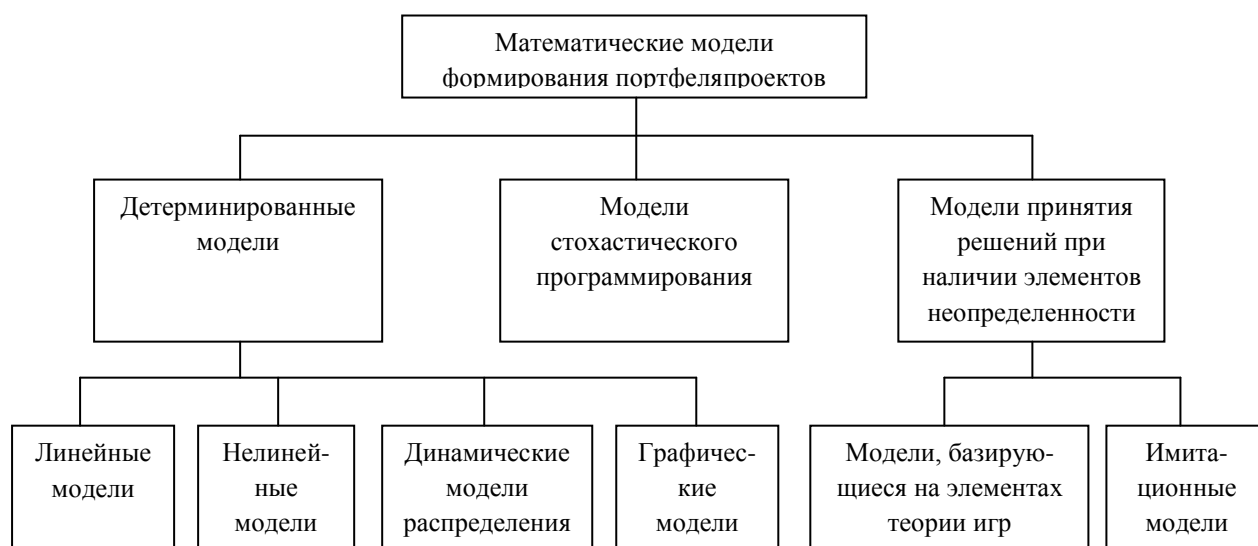 Математические модели
формирования портфеляпроектов
Детерминированные
модели
Модели
стохастического
программирования
Модели принятия
решений при
наличии элементов
неопределенности
Линейные
модели
Нелиней-
ные
модели
Динамические
модели
распределения
Графичес-
кие
модели
Модели, базирую-
щиеся на элементах
теории игр
Имита-
ционные
модели